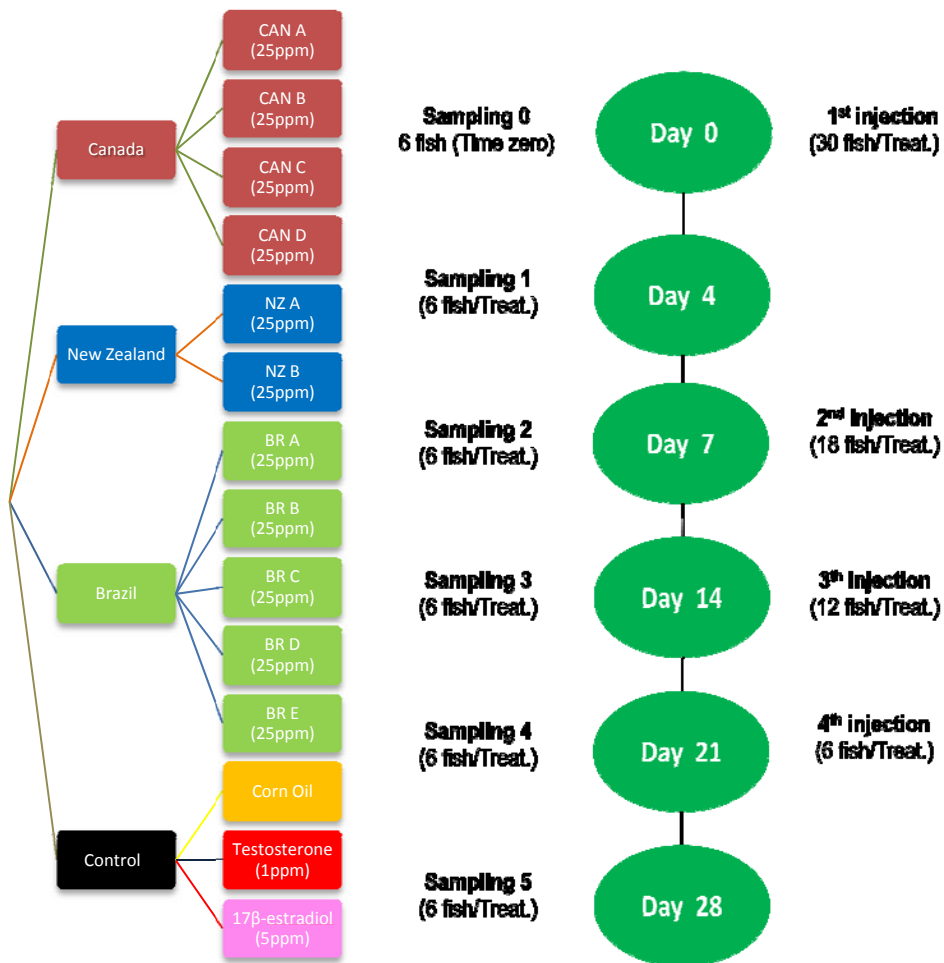 Canada
CAN A
(25ppm)
CAN B
(25ppm)
CAN C
(25ppm)
CAN D
(25ppm)
New Zealand
NZ A
(25ppm)
NZ B
(25ppm)
Brazil
BR A
(25ppm)
BR B
(25ppm)
BR C
(25ppm)
BR D
(25ppm)
BR E
(25ppm)
Control
Corn Oil
Testosterone
(1ppm)
17β-estradiol
(5ppm)
Sampling 0
6 fish (Time zero)
Day 0
1st injection
(30 fish/Treat.)
Sampling 1
(6 fish/Treat.)
Day 4
Sampling 2
(6 fish/Treat.)
Day 7
2nd Injection
(18 fish/Treat.)
Sampling 3
(6 fish/Treat.)
Day 14
3th Injection
(12 fish/Treat.)
Sampling 4
(6 fish/Treat.)
Day 21
4th injection
(6 fish/Treat.)
Sampling 5
(6 fish/Treat.)
Day 28